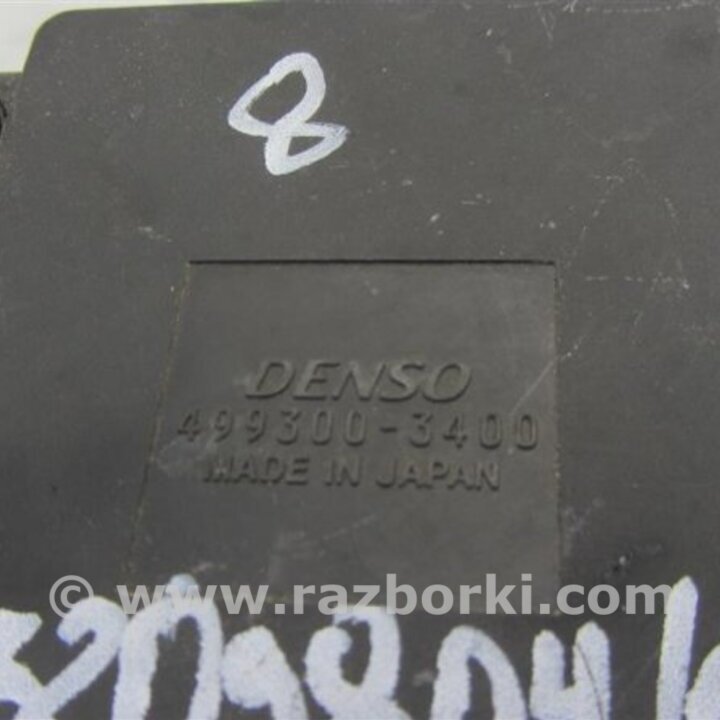 8
DENSO
499300-3400
MADE IN JAPAN
© www.razborki.com